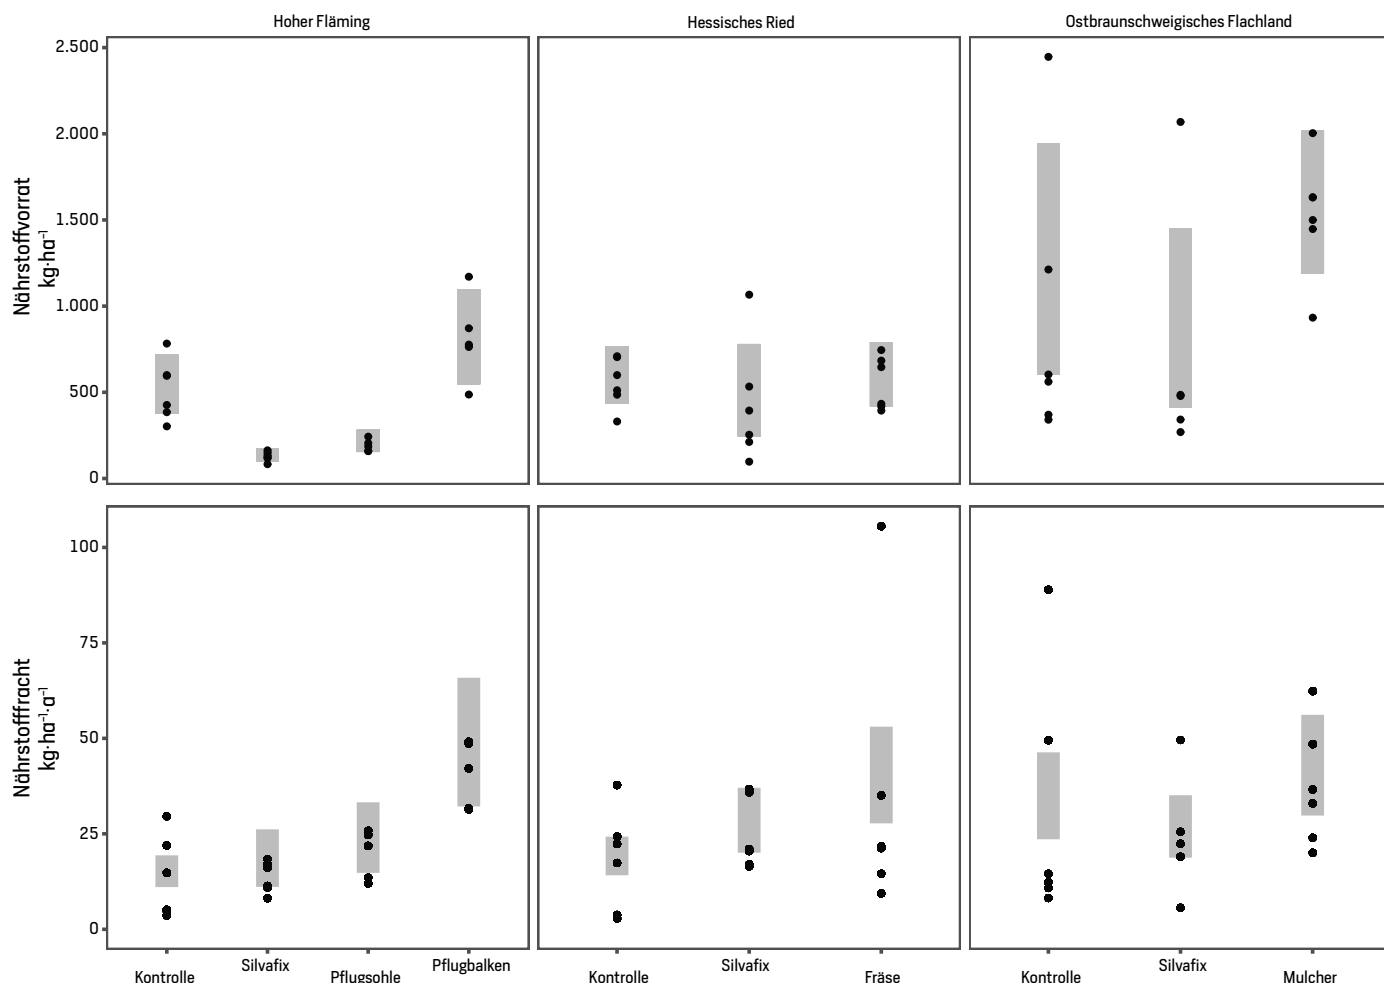 Hoher Fläming
Hessisches Ried
Ostbraunschweigisches Flachland
Nährstoffvorrat
kg·ha⁻¹
2.500
2.000
1.500
1.000
500
0
Nährstofffracht
kg·ha⁻¹·a⁻¹
100
75
50
25
0
Kontrolle
Silvafix
Pflugsohle
Pflugbalken
Kontrolle
Silvafix
Fräse
Kontrolle
Silvafix
Mulcher